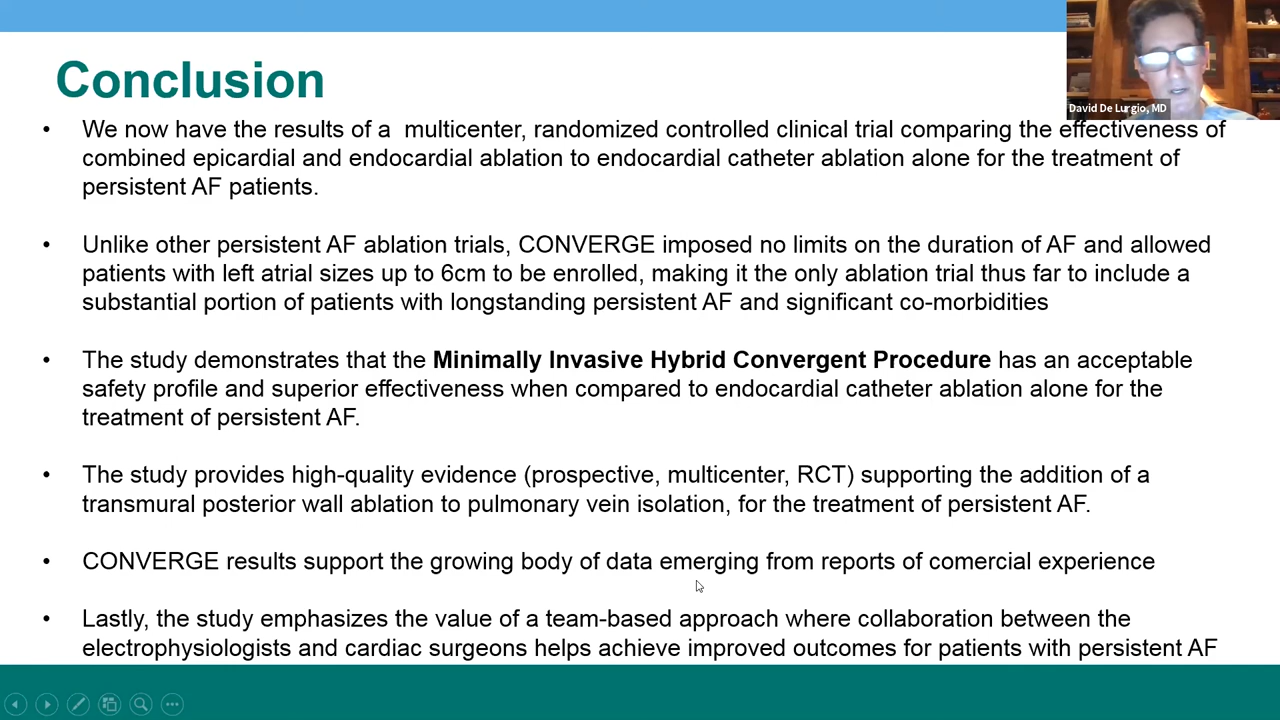 Conclusion
David De Lurgio, MD
• We now have the results of a  multicenter, randomized controlled clinical trial comparing the effectiveness of
combined epicardial and endocardial ablation to endocardial catheter ablation alone for the treatment of
persistent AF patients.
• Unlike other persistent AF ablation trials, CONVERGE imposed no limits on the duration of AF and allowed
patients with left atrial sizes up to 6cm to be enrolled, making it the only ablation trial thus far to include a
substantial portion of patients with longstanding persistent AF and significant co-morbidities
• The study demonstrates that the Minimally Invasive Hybrid Convergent Procedure has an acceptable
safety profile and superior effectiveness when compared to endocardial catheter ablation alone for the
treatment of persistent AF.
• The study provides high-quality evidence (prospective, multicenter, RCT) supporting the addition of a
transmural posterior wall ablation to pulmonary vein isolation, for the treatment of persistent AF.
• CONVERGE results support the growing body of data emerging from reports of comercial experience
• Lastly, the study emphasizes the value of a team-based approach where collaboration between the
electrophysiologists and cardiac surgeons helps achieve improved outcomes for patients with persistent AF